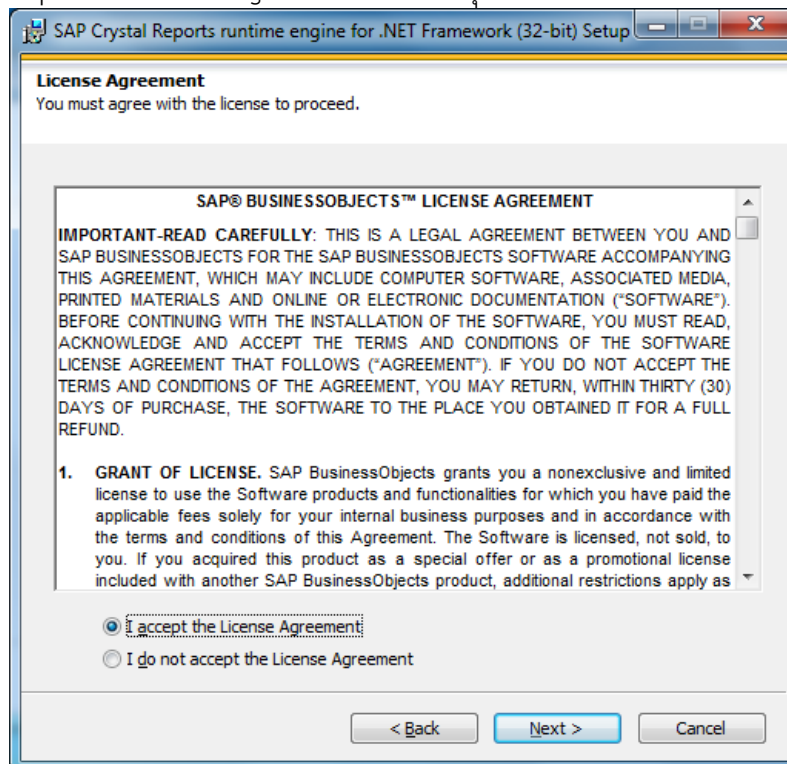 SAP Crystal Reports runtime engine for .NET Framework (32-bit) Setup
License Agreement
You must agree with the license to proceed.
SAP® BUSINESSOBJECTS™ LICENSE AGREEMENT
IMPORTANT-READ CAREFULLY: THIS IS A LEGAL AGREEMENT BETWEEN YOU AND
SAP BUSINESSOBJECTS FOR THE SAP BUSINESSOBJECTS SOFTWARE ACCOMPANYING
THIS AGREEMENT, WHICH MAY INCLUDE COMPUTER SOFTWARE, ASSOCIATED MEDIA,
PRINTED MATERIALS AND ONLINE OR ELECTRONIC DOCUMENTATION (“SOFTWARE”).
BEFORE CONTINUING WITH THE INSTALLATION OF THE SOFTWARE, YOU MUST READ,
ACKNOWLEDGE AND ACCEPT THE TERMS AND CONDITIONS OF THE SOFTWARE
LICENSE AGREEMENT THAT FOLLOWS (“AGREEMENT”). IF YOU DO NOT ACCEPT THE
TERMS AND CONDITIONS OF THE AGREEMENT, YOU MAY RETURN, WITHIN THIRTY (30)
DAYS OF PURCHASE, THE SOFTWARE TO THE PLACE YOU OBTAINED IT FOR A FULL
REFUND.
1. GRANT OF LICENSE. SAP BusinessObjects grants you a nonexclusive and limited
license to use the Software products and functionalities for which you have paid the
applicable fees solely for your internal business purposes and in accordance with
the terms and conditions of this Agreement. The Software is licensed, not sold, to
you. If you acquired this product as a special offer or as a promotional license
included with another SAP BusinessObjects product, additional restrictions apply as
I accept the License Agreement
I do not accept the License Agreement
< Back
Next >
Cancel